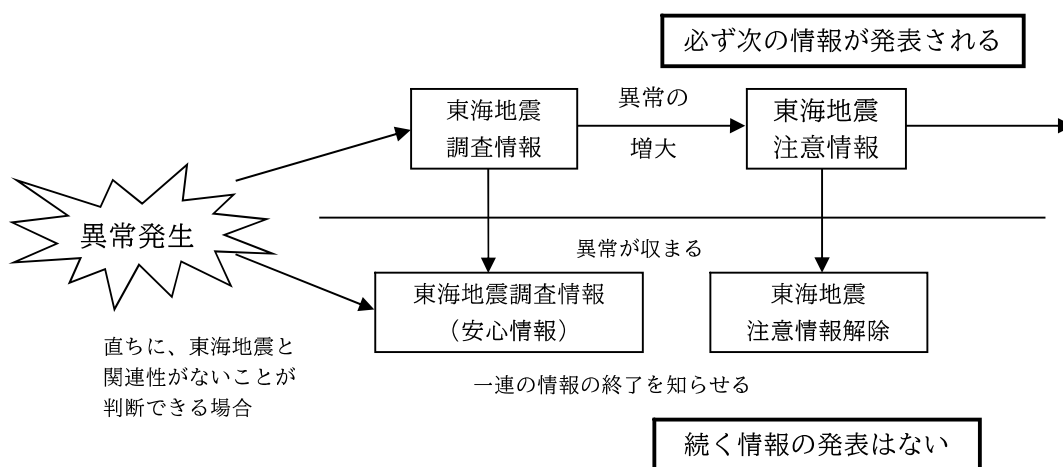 必ず次の情報が発表される
東海地震
調査情報
異常の
増大
東海地震
注意情報
異常発生
異常が収まる
東海地震調査情報
（安心情報）
東海地震
注意情報解除
直ちに、東海地震と
関連性がないことが
判断できる場合
一連の情報の終了を知らせる
続く情報の発表はない